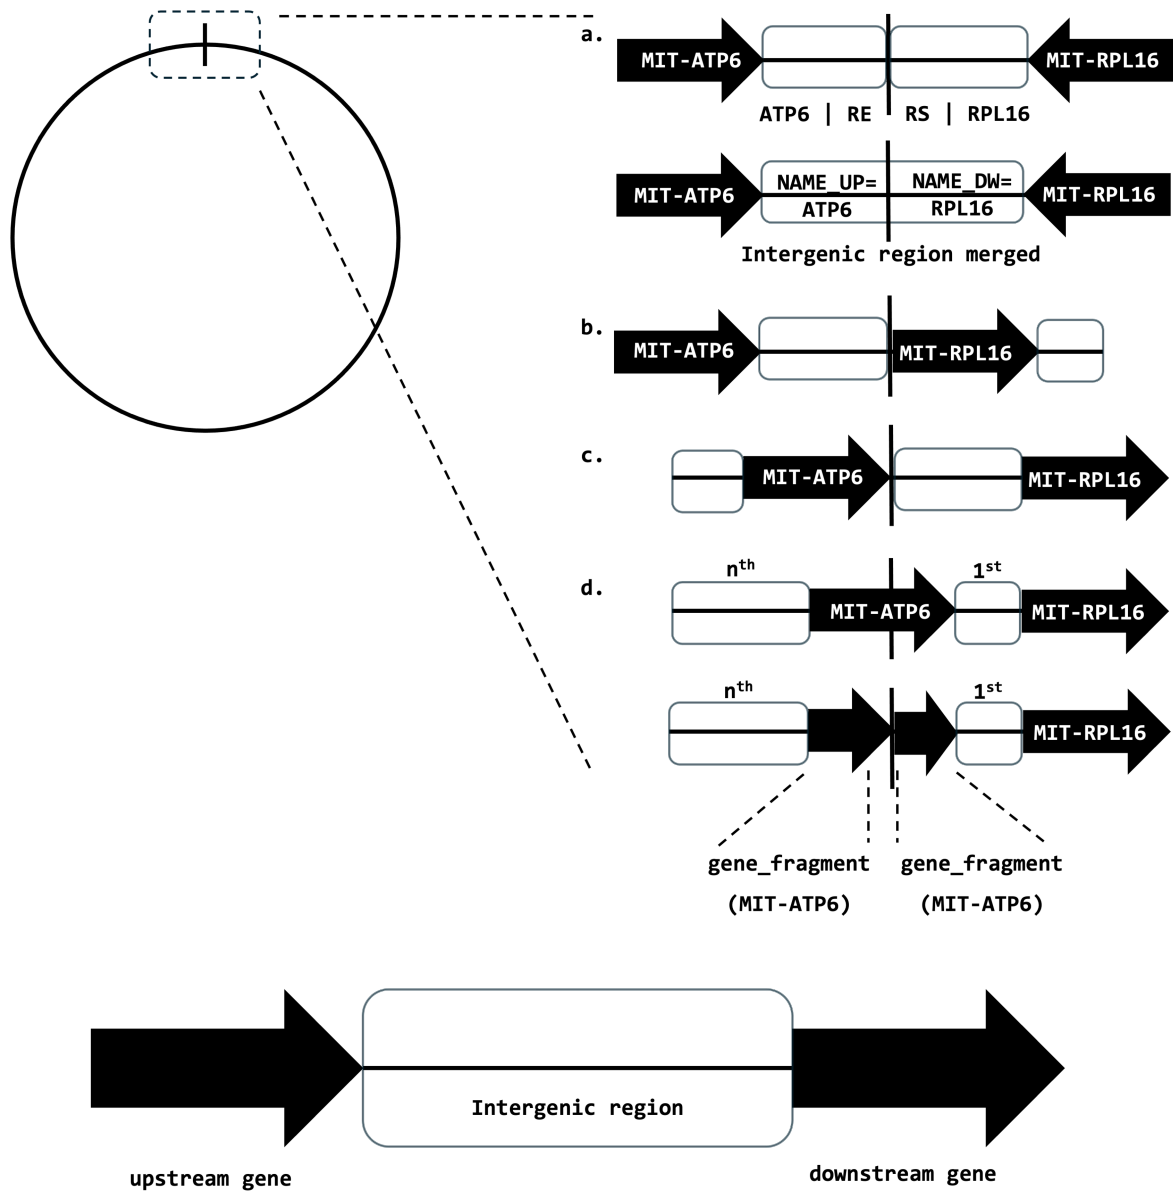 a.
MIT-ATP6
MIT-RPL16
ATP6 | RE RS | RPL16
MIT-ATP6 NAME_UP= NAME_DW= MIT-RPL16
ATP6 RPL16
Intergenic region merged
b.
MIT-ATP6 MIT-RPL16
c.
MIT-ATP6 MIT-RPL16
d.
nth 1st
MIT-ATP6 MIT-RPL16
nth 1st
MIT-RPL16
gene_fragment gene_fragment
(MIT-ATP6) (MIT-ATP6)
Intergenic region
upstream gene downstream gene